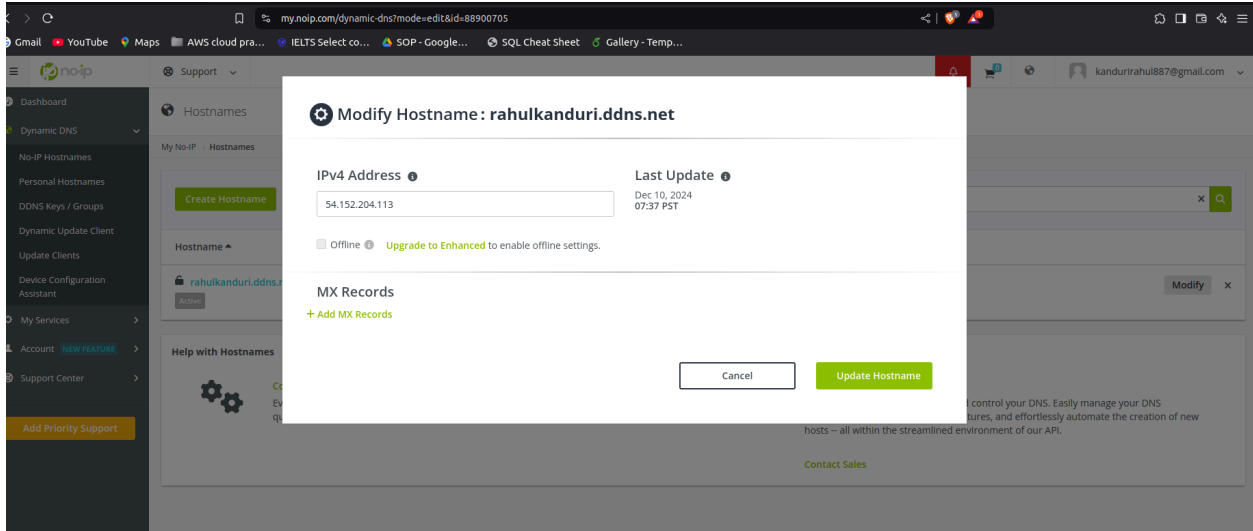 my.noip.com/dynamic-dns?mode=edit&id=88900705
Gmail YouTube Maps AWS cloud pra... IELTS Select co... SOP - Google... SQL Cheat Sheet Gallery - Temp...
noip Support kandurirahul887@gmail.com
Dashboard
Dynamic DNS
No-IP Hostnames
Personal Hostnames
DDNS Keys / Groups
Dynamic Update Client
Update Clients
Device Configuration
Assistant
My Services
Account NEW FEATURE
Support Center
Add Priority Support
Hostnames
My No-IP Hostnames
Create Hostname
Hostname
rahulkanduri.ddns.
Active
Modify
Modify Hostname : rahulkanduri.ddns.net
IPv4 Address
54.152.204.113
Last Update
Dec 10, 2024
07:37 PST
Offline Upgrade to Enhanced to enable offline settings.
MX Records
+ Add MX Records
Cancel Update Hostname
Help with Hostnames
control your DNS. Easily manage your DNS
tures, and effortlessly automate the creation of new
hosts -- all within the streamlined environment of our API.
Contact Sales